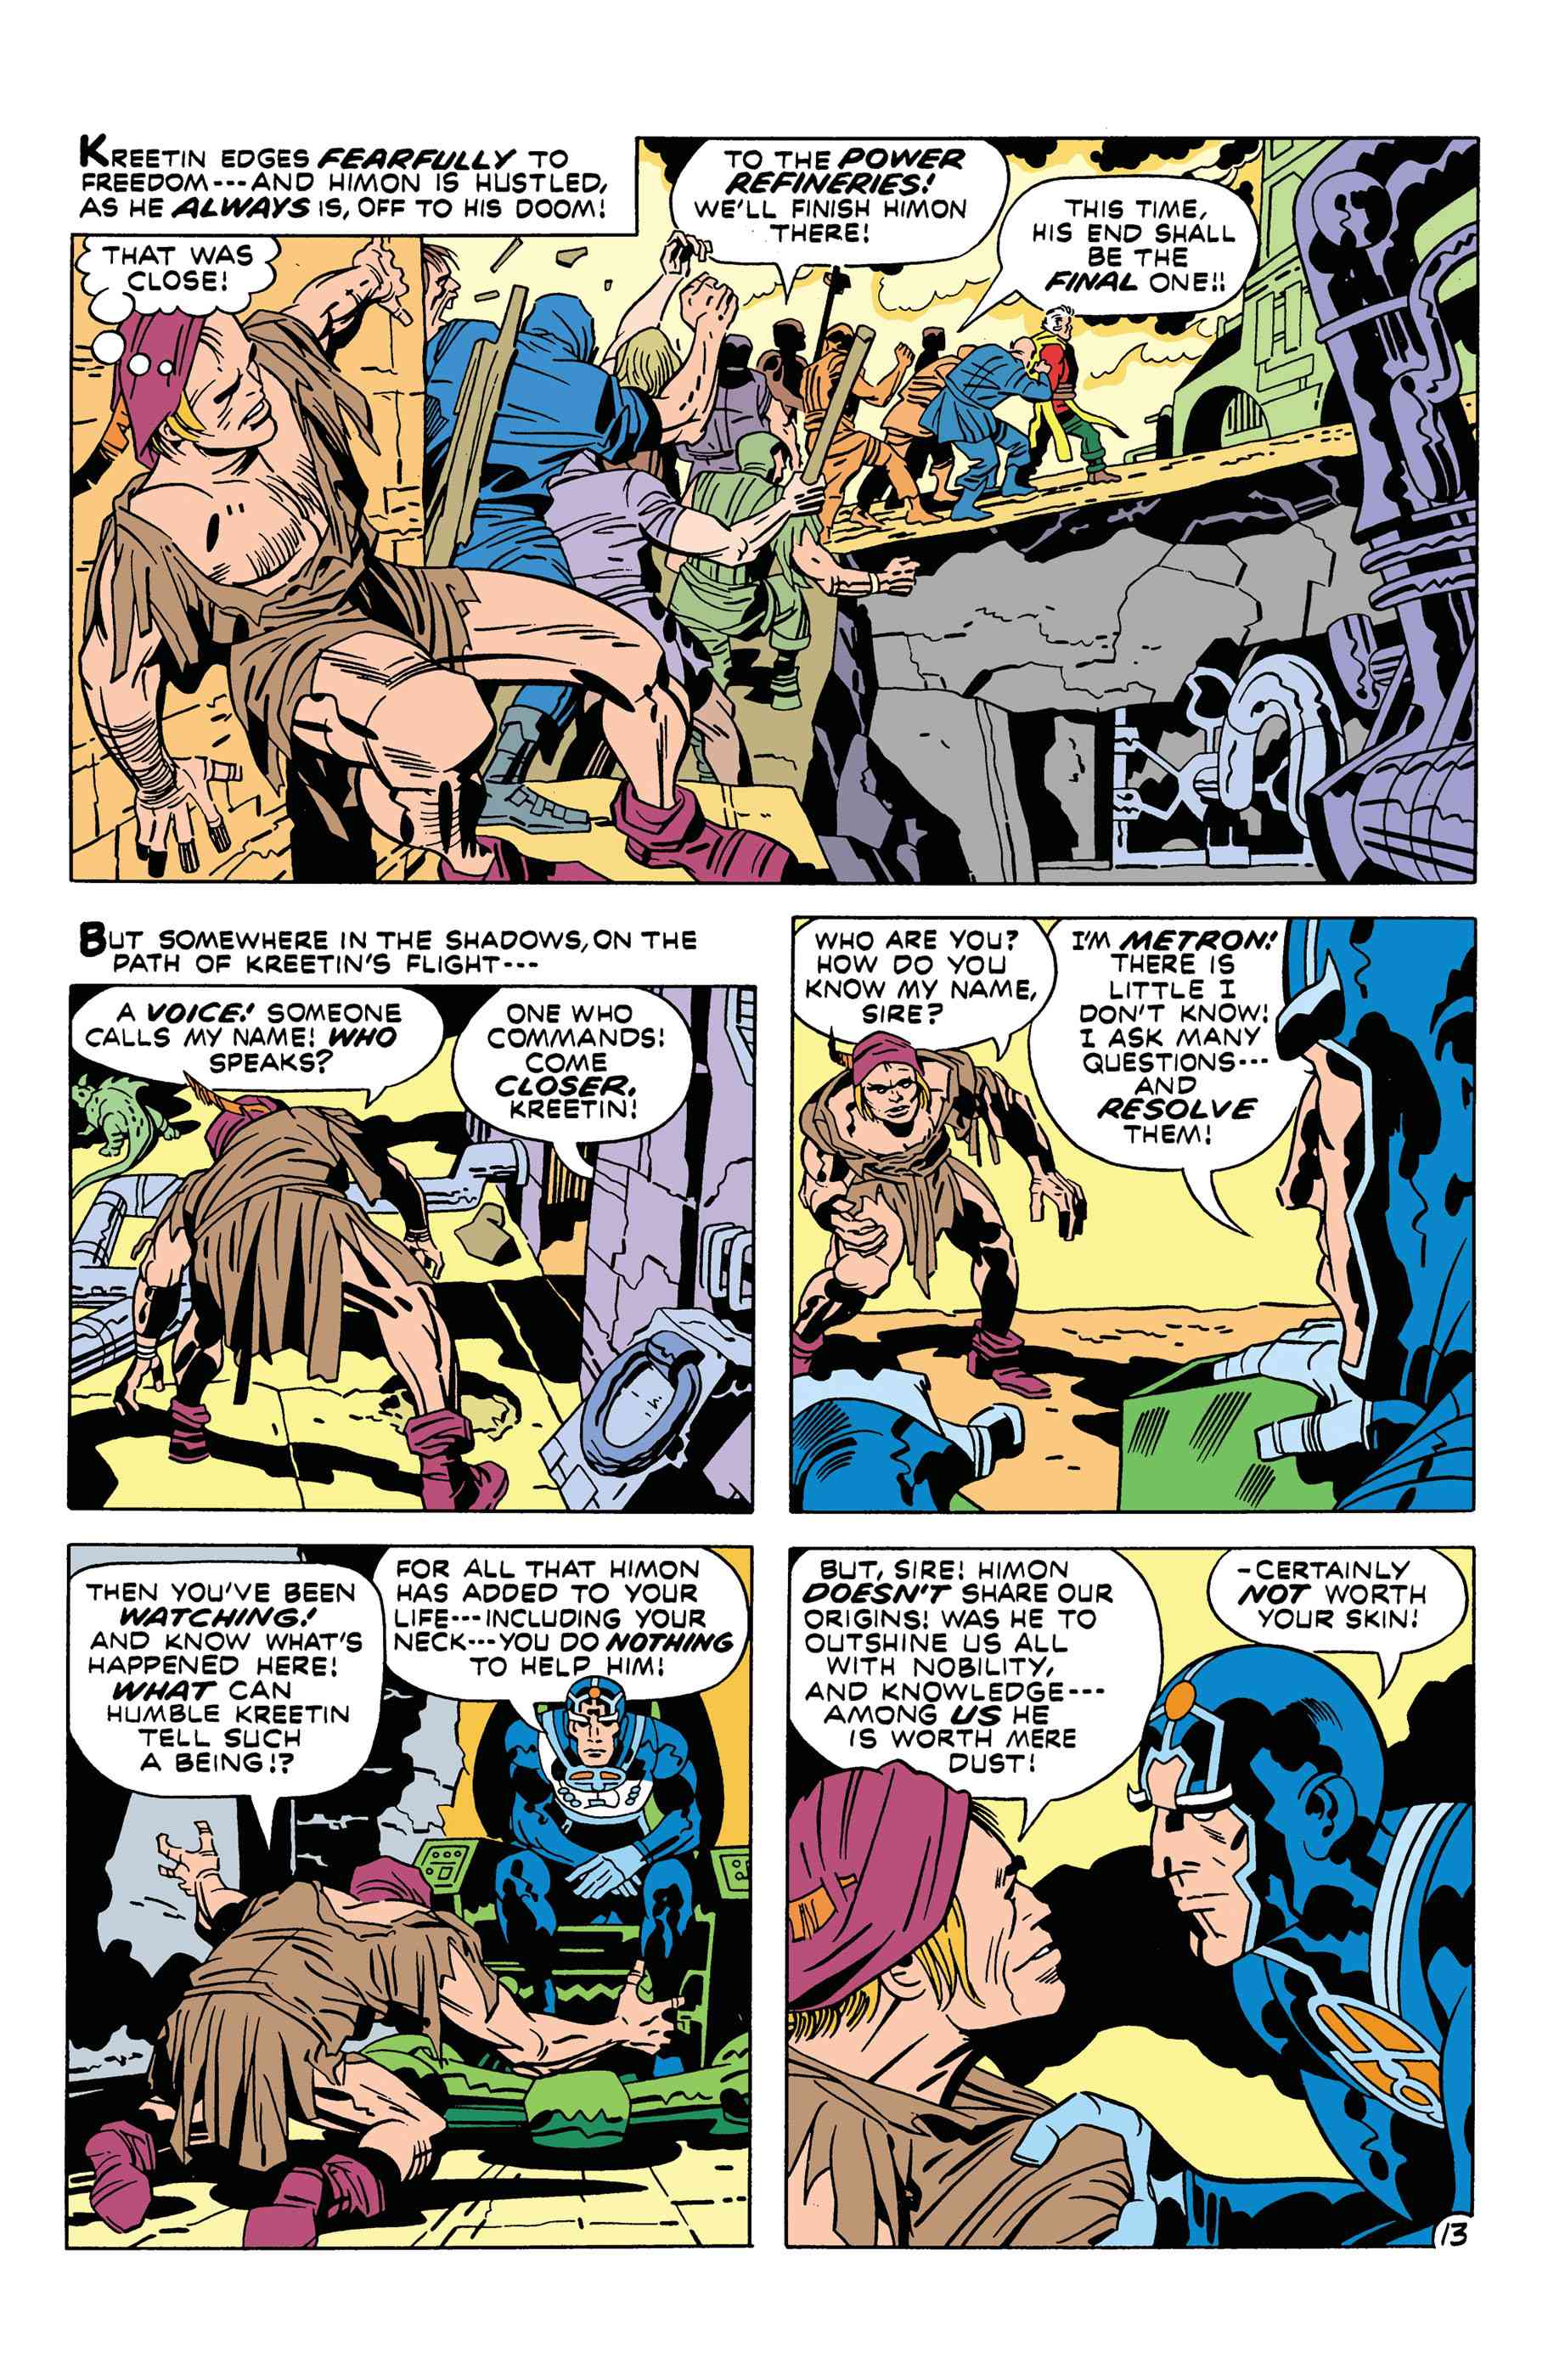 KREETIN EDGES FEARFULLY TO
FREEDOM---AND HIMON IS HUSTLED,
AS HE ALWAYS IS, OFF TO HIS DOOM!
THAT WAS
CLOSE!
TO THE POWER
REFINERIES!
WE'LL FINISH HIMON
THERE!
THIS TIME,
HIS END SHALL
BE THE
FINAL ONE!!
BUT SOMEWHERE IN THE SHADOWS, ON THE
PATH OF KREETIN'S FLIGHT---
A VOICE! SOMEONE
CALLS MY NAME! WHO
SPEAKS?
ONE WHO
COMMANDS!
COME
CLOSER,
KREETIN!
WHO ARE YOU?
HOW DO YOU
KNOW MY NAME,
SIRE?
I'M METRON!
THERE IS
LITTLE I
DON'T KNOW!
I ASK MANY
QUESTIONS---
AND
RESOLVE
THEM!
THEN YOU'VE BEEN
WATCHING!
AND KNOW WHAT'S
HAPPENED HERE!
WHAT CAN
HUMBLE KREETIN
TELL SUCH
A BEING!?
FOR ALL THAT HIMON
HAS ADDED TO YOUR
LIFE---INCLUDING YOUR
NECK---YOU DO NOTHING
TO HELP HIM!
BUT, SIRE! HIMON
DOESN'T SHARE OUR
ORIGINS! WAS HE TO
OUTSHINE US ALL
WITH NOBILITY,
AND KNOWLEDGE---
AMONG US HE
IS WORTH MERE
DUST!
-CERTAINLY
NOT WORTH
YOUR SKIN!
13